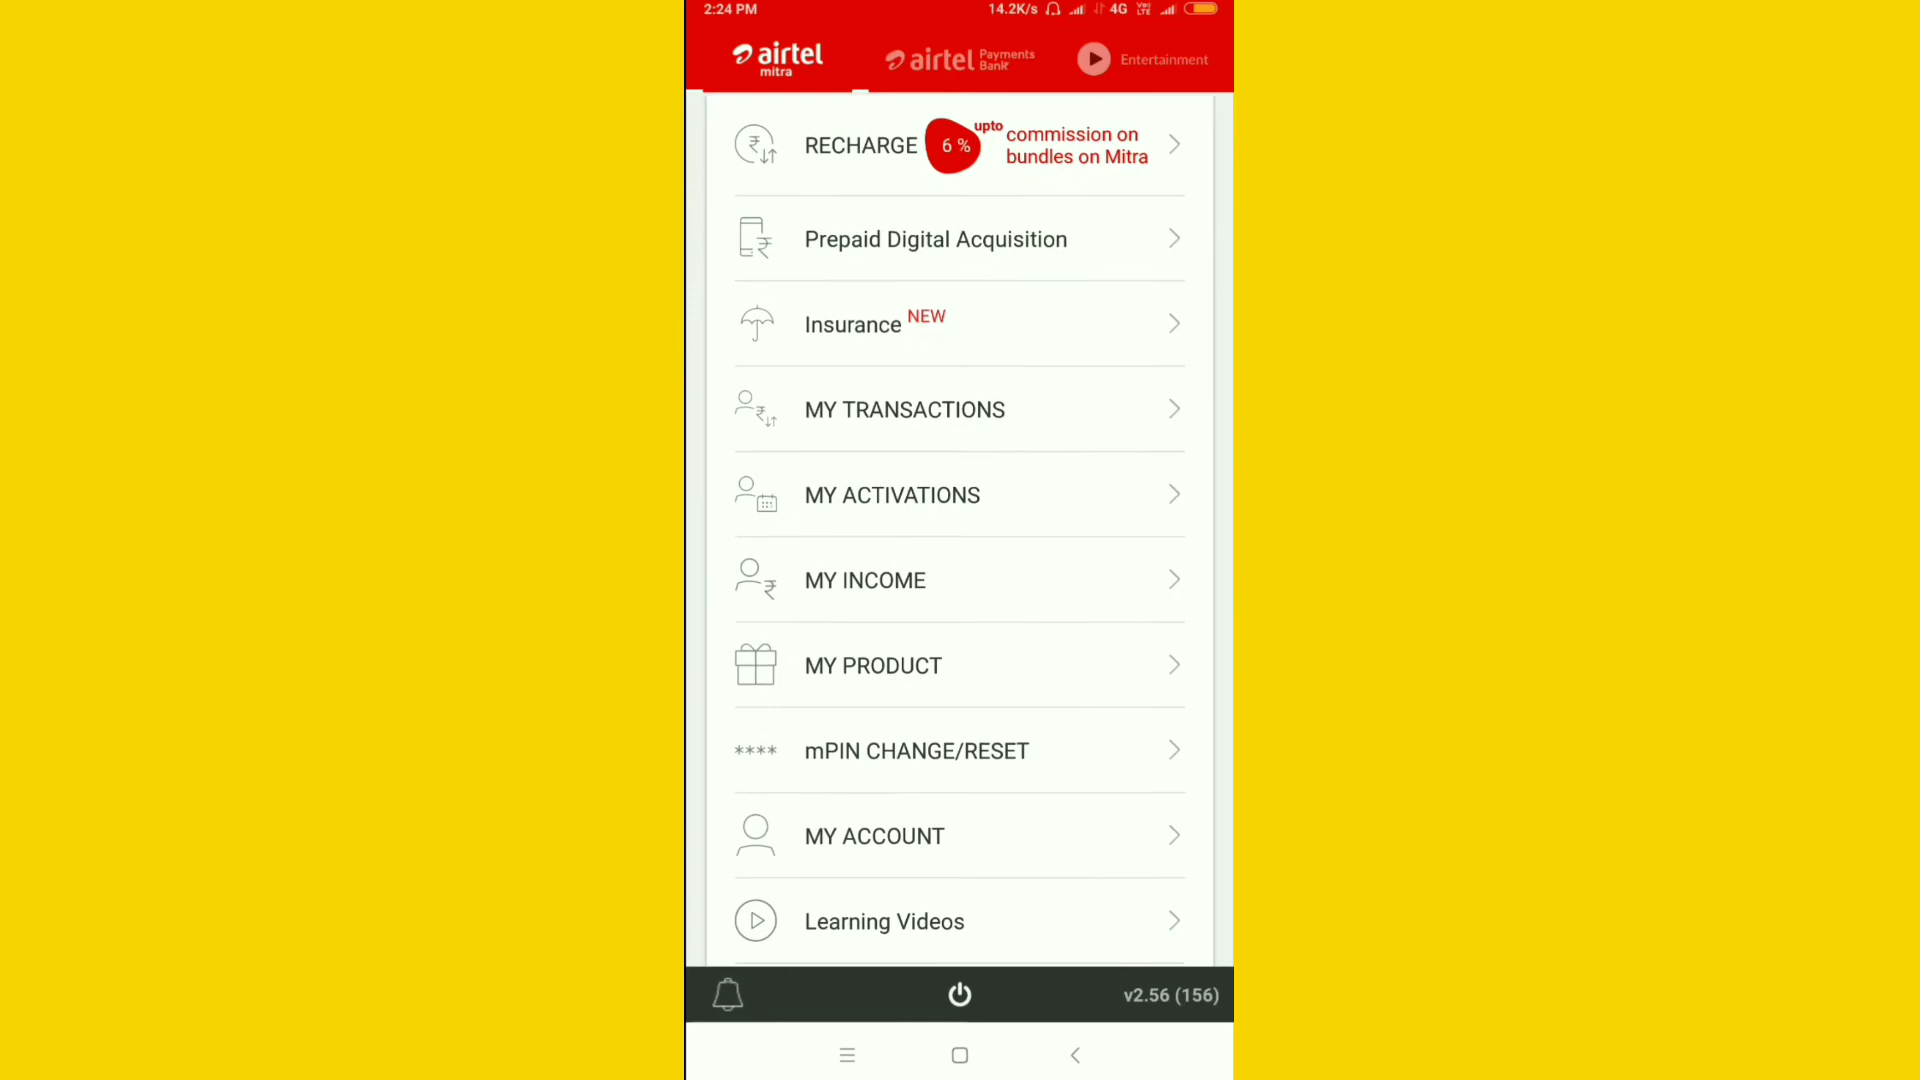 2:24 PM
14.2K/s 4G Vo) LTE
airtel mitra
airtel Payments Bank
Entertainment
RECHARGE 6 % upto commission on bundles on Mitra
Prepaid Digital Acquisition
Insurance NEW
MY TRANSACTIONS
MY ACTIVATIONS
MY INCOME
MY PRODUCT
**** mPIN CHANGE/RESET
MY ACCOUNT
Learning Videos
v2.56 (156)